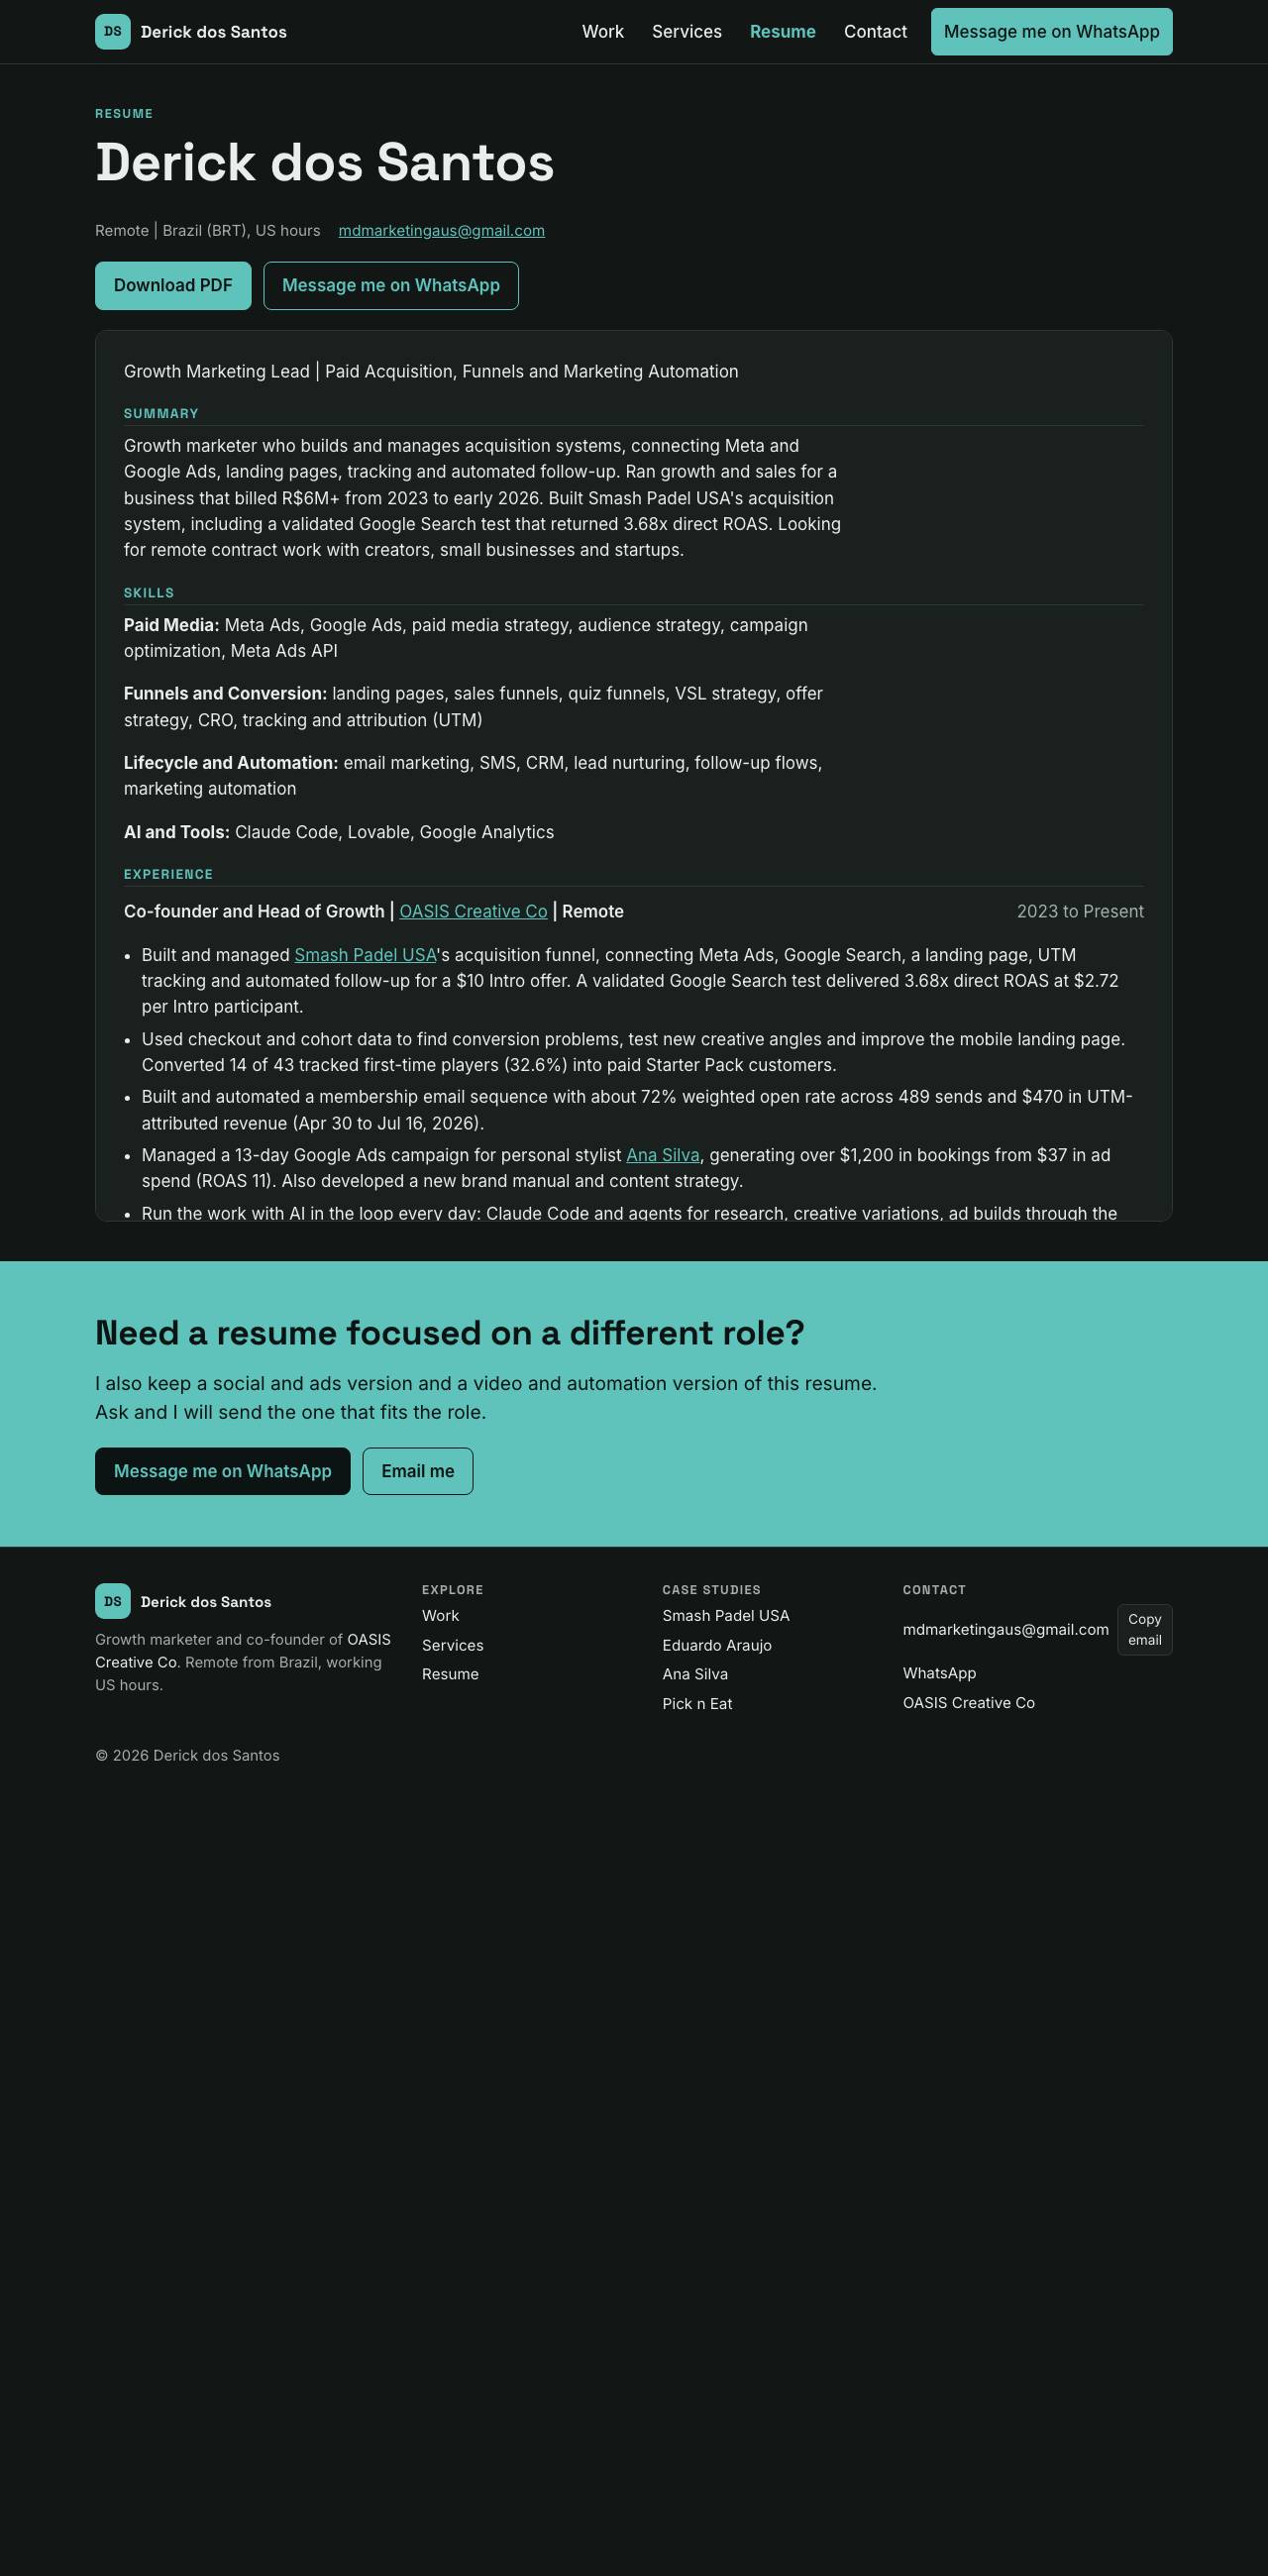 DS Derick dos Santos Work Services Resume Contact Message me on WhatsApp
RESUME
Derick dos Santos
Remote | Brazil (BRT), US hours mdmarketingaus@gmail.com
Download PDF Message me on WhatsApp
Growth Marketing Lead | Paid Acquisition, Funnels and Marketing Automation
SUMMARY
Growth marketer who builds and manages acquisition systems, connecting Meta and
Google Ads, landing pages, tracking and automated follow-up. Ran growth and sales for a
business that billed R$6M+ from 2023 to early 2026. Built Smash Padel USA's acquisition
system, including a validated Google Search test that returned 3.68x direct ROAS. Looking
for remote contract work with creators, small businesses and startups.
SKILLS
Paid Media: Meta Ads, Google Ads, paid media strategy, audience strategy, campaign
optimization, Meta Ads API
Funnels and Conversion: landing pages, sales funnels, quiz funnels, VSL strategy, offer
strategy, CRO, tracking and attribution (UTM)
Lifecycle and Automation: email marketing, SMS, CRM, lead nurturing, follow-up flows,
marketing automation
AI and Tools: Claude Code, Lovable, Google Analytics
EXPERIENCE
Co-founder and Head of Growth | OASIS Creative Co | Remote 2023 to Present
• Built and managed Smash Padel USA's acquisition funnel, connecting Meta Ads, Google Search, a landing page, UTM
tracking and automated follow-up for a $10 Intro offer. A validated Google Search test delivered 3.68x direct ROAS at $2.72
per Intro participant.
• Used checkout and cohort data to find conversion problems, test new creative angles and improve the mobile landing page.
Converted 14 of 43 tracked first-time players (32.6%) into paid Starter Pack customers.
• Built and automated a membership email sequence with about 72% weighted open rate across 489 sends and $470 in UTM-
attributed revenue (Apr 30 to Jul 16, 2026).
• Managed a 13-day Google Ads campaign for personal stylist Ana Silva, generating over $1,200 in bookings from $37 in ad
spend (ROAS 11). Also developed a new brand manual and content strategy.
• Run the work with AI in the loop every day: Claude Code and agents for research, creative variations, ad builds through the
Need a resume focused on a different role?
I also keep a social and ads version and a video and automation version of this resume.
Ask and I will send the one that fits the role.
Message me on WhatsApp Email me
DS Derick dos Santos
Growth marketer and co-founder of OASIS
Creative Co. Remote from Brazil, working
US hours.
EXPLORE
Work
Services
Resume
CASE STUDIES
Smash Padel USA
Eduardo Araujo
Ana Silva
Pick n Eat
CONTACT
mdmarketingaus@gmail.com
Copy
email
WhatsApp
OASIS Creative Co
© 2026 Derick dos Santos